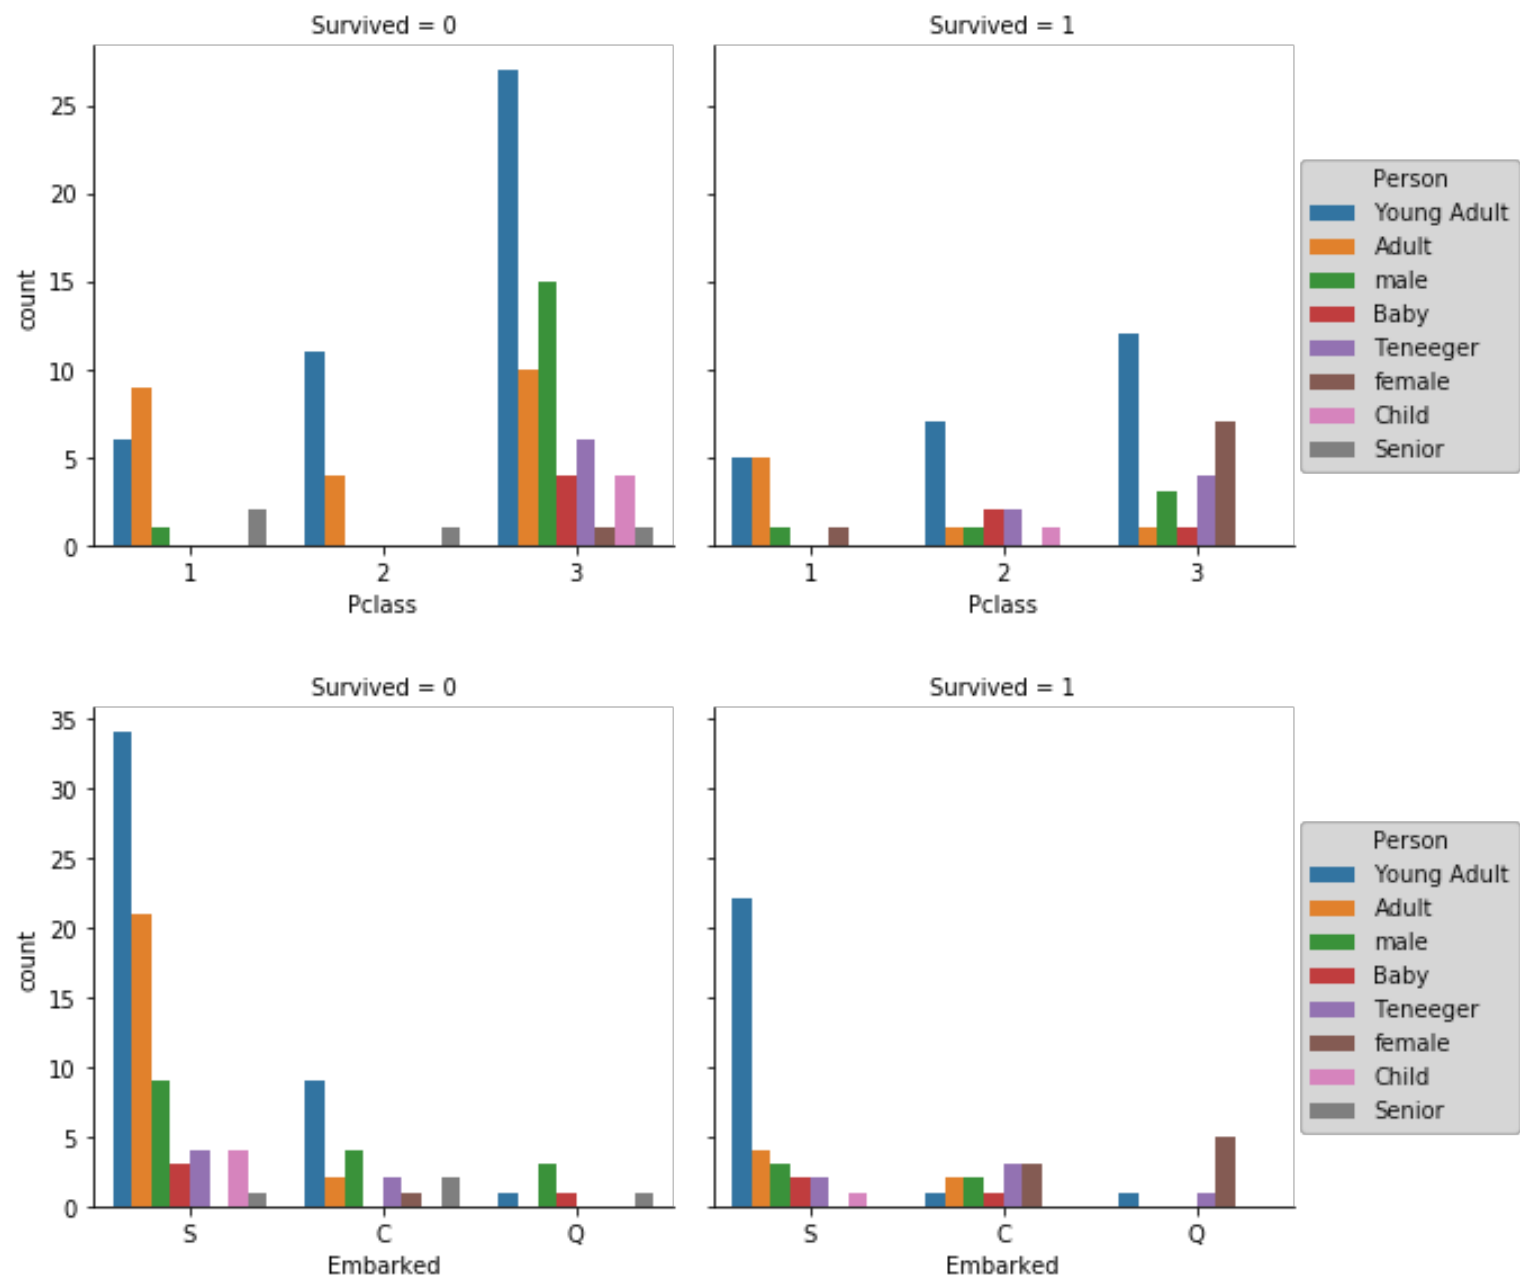 Survived = 0
Survived = 1
25
20
15
10
5
0
count
1
2
3
Pclass
1
2
3
Pclass
Person
Young Adult
Adult
male
Baby
Teneeger
female
Child
Senior
Survived = 0
Survived = 1
35
30
25
20
15
10
5
0
count
S
C
Q
Embarked
S
C
Q
Embarked
Person
Young Adult
Adult
male
Baby
Teneeger
female
Child
Senior